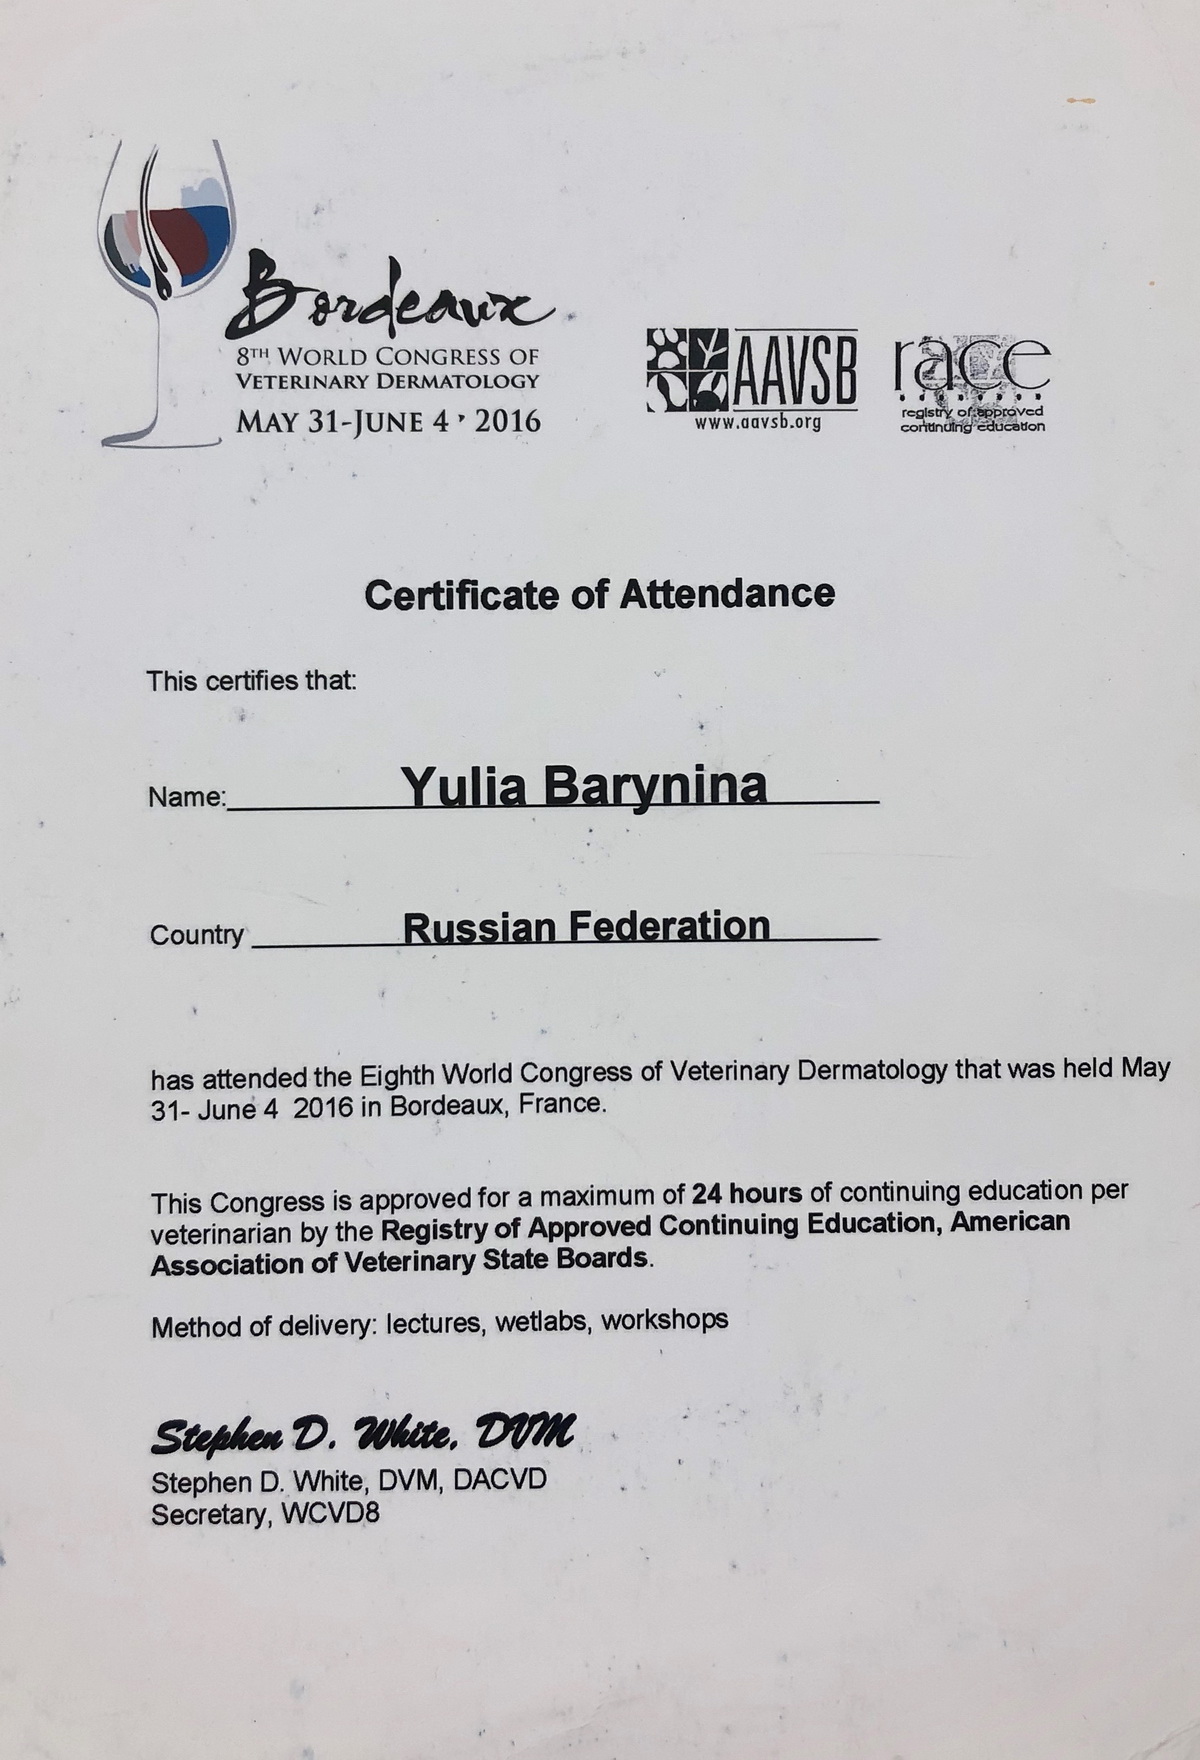 Bordeaux
8TH WORLD CONGRESS OF
VETERINARY DERMATOLOGY
MAY 31-JUNE 4 • 2016
AAVSB
www.aavsb.org
race
registry of approved
continuing education
Certificate of Attendance
This certifies that:
Name: Yulia Barynina
Country Russian Federation
has attended the Eighth World Congress of Veterinary Dermatology that was held May
31- June 4 2016 in Bordeaux, France.
This Congress is approved for a maximum of 24 hours of continuing education per
veterinarian by the Registry of Approved Continuing Education, American
Association of Veterinary State Boards.
Method of delivery: lectures, wetlabs, workshops
Stephen D. White, DVM
Stephen D. White, DVM, DACVD
Secretary, WCVD8